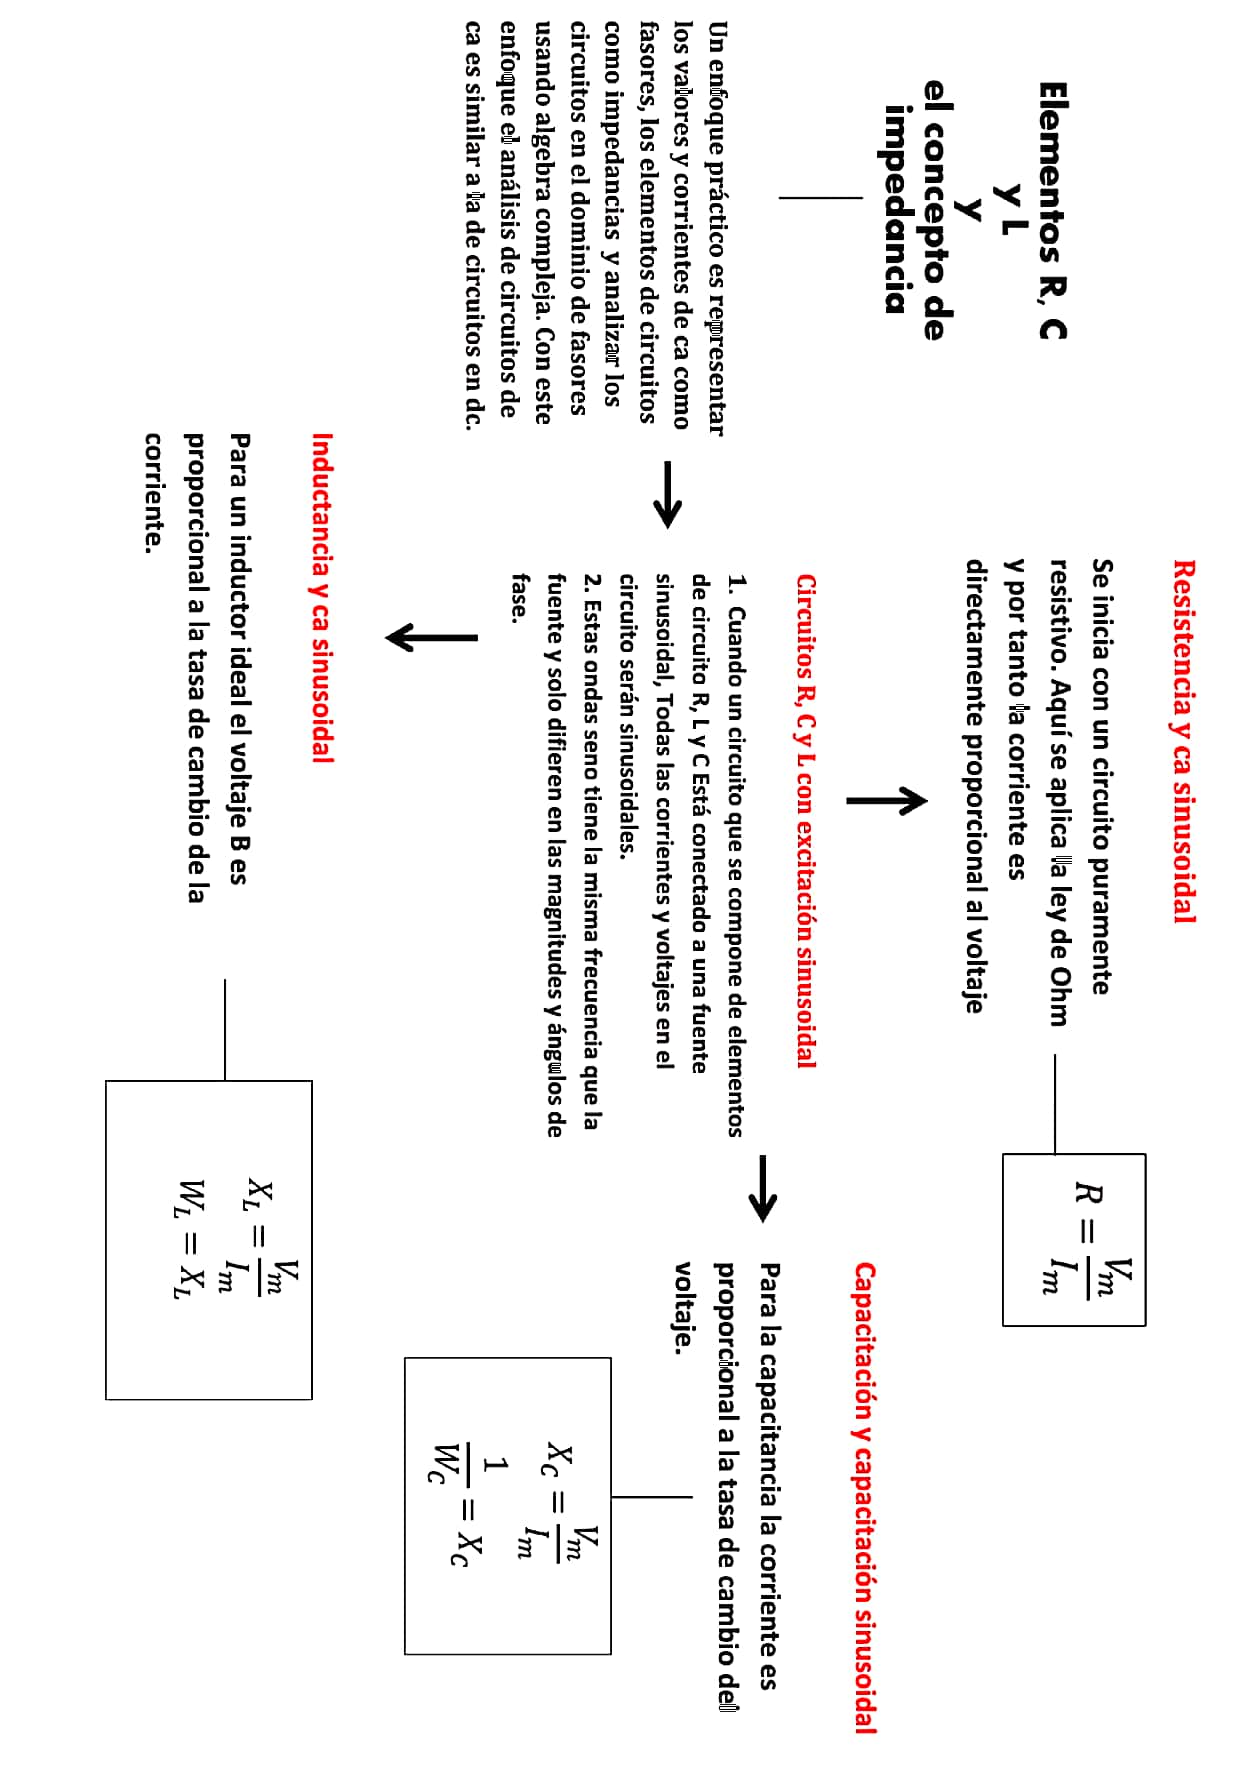 Elementos R, C
y L
y
el concepto de
impedancia
Un enfoque práctico es representar
los valores y corrientes de ca como
fasores, los elementos de circuitos
como impedancias y analizar los
circuitos en el dominio de fasores
usando algebra compleja. Con este
enfoque el análisis de circuitos de
ca es similar a la de circuitos en dc.
Resistencia y ca sinusoidal
Se inicia con un circuito puramente
resistivo. Aquí se aplica la ley de Ohm
y por tanto la corriente es
directamente proporcional al voltaje
R = V_m / I_m
Circuitos R, C y L con excitación sinusoidal
1. Cuando un circuito que se compone de elementos
de circuito R, L y C Está conectado a una fuente
sinusoidal, Todas las corrientes y voltajes en el
circuito serán sinusoidales.
2. Estas ondas seno tiene la misma frecuencia que la
fuente y solo difieren en las magnitudes y ángulos de
fase.
Capacitación y capacitación sinusoidal
Para la capacitancia la corriente es
proporcional a la tasa de cambio del
voltaje.
X_C = V_m / I_m
1 / W_C = X_C
Inductancia y ca sinusoidal
Para un inductor ideal el voltaje B es
proporcional a la tasa de cambio de la
corriente.
X_L = V_m / I_m
W_L = X_L